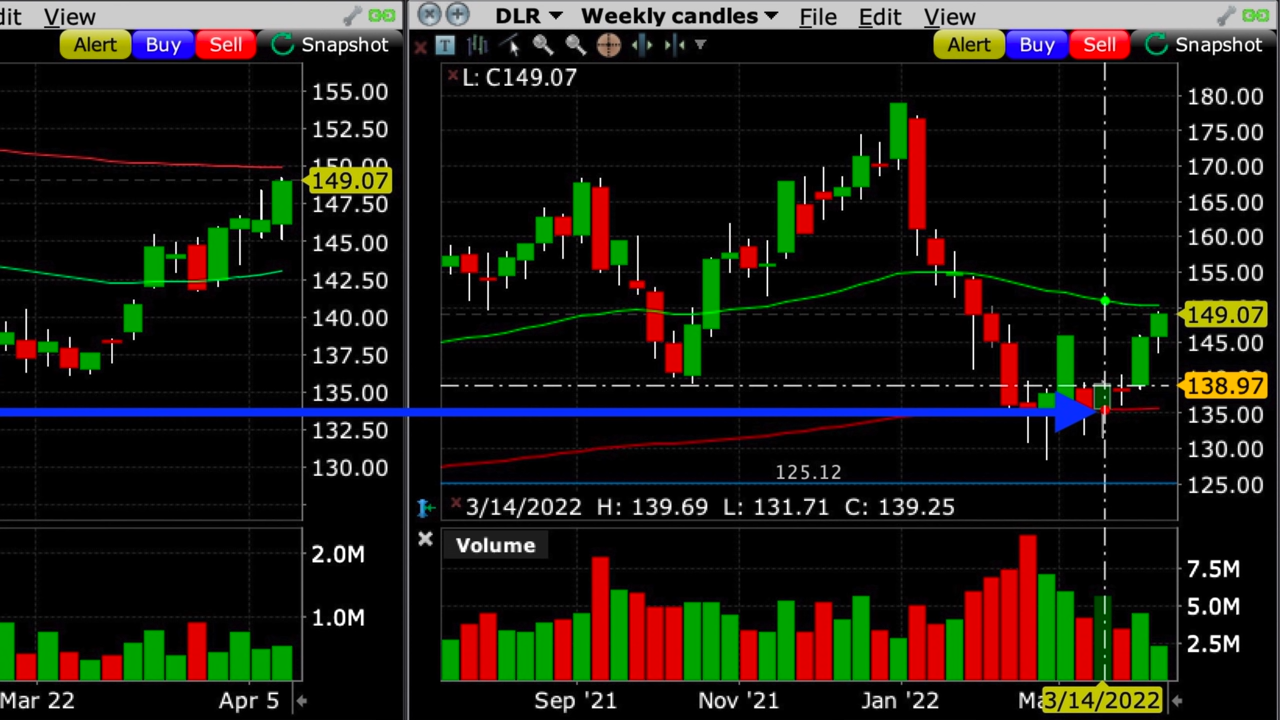 dit View
DLR Weekly candles File Edit View
Alert Buy Sell Snapshot
T
Alert Buy Sell Snapshot
L: C149.07
155.00
152.50
150.00
149.07
147.50
145.00
142.50
140.00
137.50
135.00
132.50
130.00
180.00
175.00
170.00
165.00
160.00
155.00
149.07
145.00
138.97
135.00
130.00
125.00
125.12
3/14/2022 H: 139.69 L: 131.71 C: 139.25
Volume
2.0M
1.0M
7.5M
5.0M
2.5M
Mar 22 Apr 5
Sep '21 Nov '21 Jan '22 Ma 3/14/2022